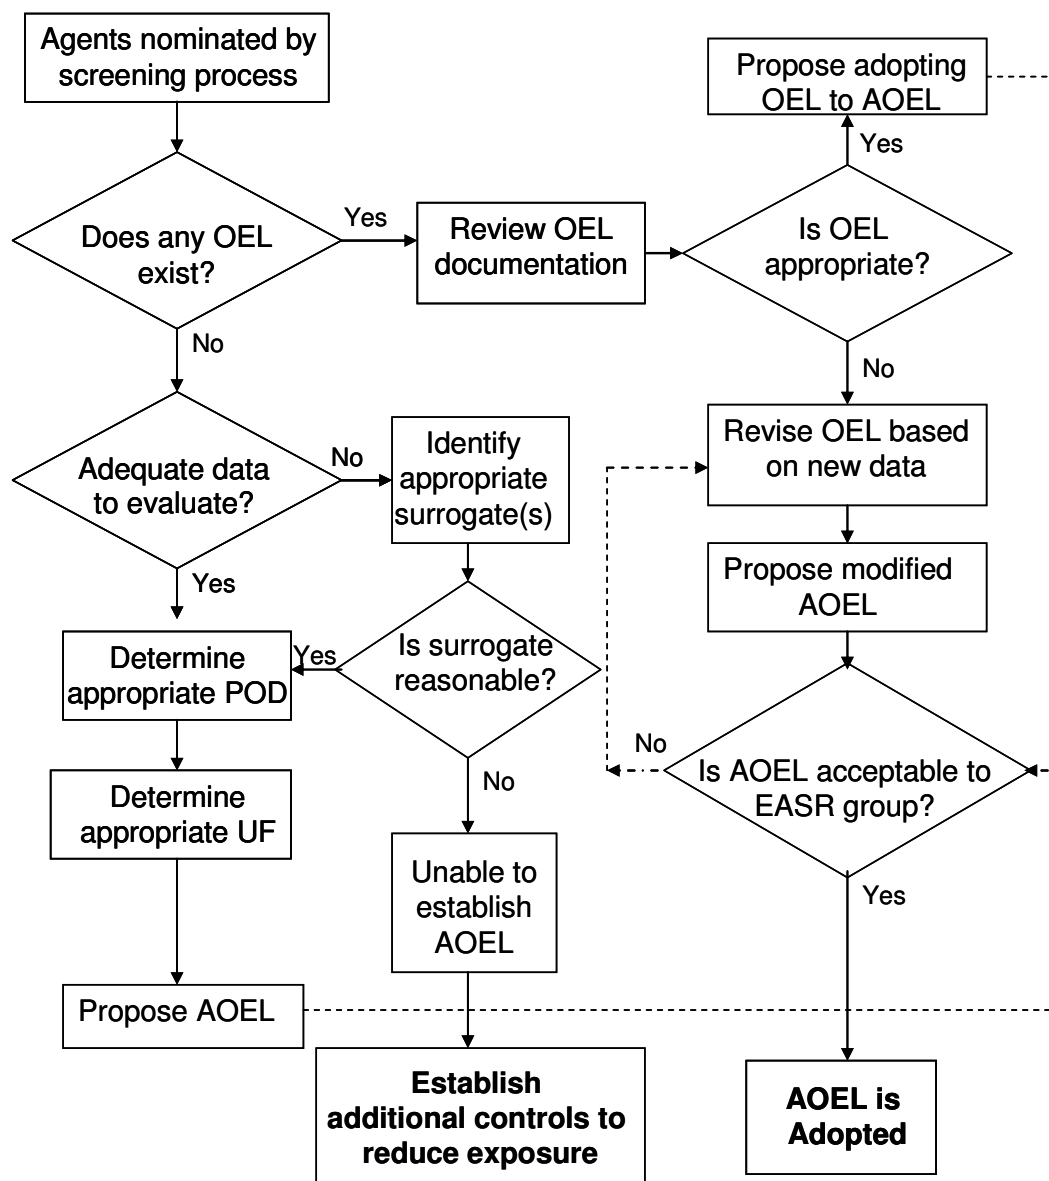 Agents nominated by
screening process
Propose adopting
OEL to AOEL
Yes
Does any OEL
exist?
Yes
Review OEL
documentation
Is OEL
appropriate?
No
No
Adequate data
to evaluate?
No
Identify
appropriate
surrogate(s)
Revise OEL based
on new data
Yes
Propose modified
AOEL
Determine
appropriate POD
Yes
Is surrogate
reasonable?
No
Is AOEL acceptable to
EASR group?
Determine
appropriate UF
No
Unable to
establish
AOEL
Yes
Propose AOEL
Establish
additional controls to
reduce exposure
AOEL is
Adopted